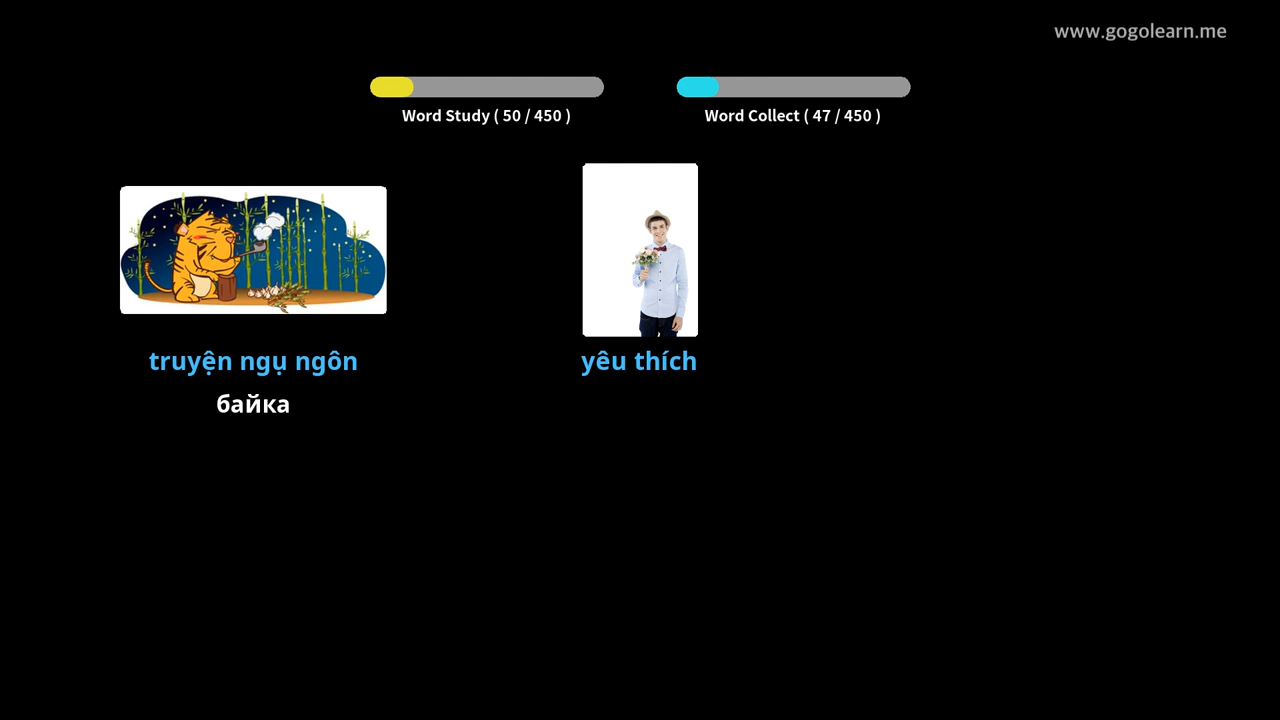 www.gogolearn.me
Word Study ( 50 / 450 )
Word Collect ( 47 / 450 )
truyện ngụ ngôn
байка
yêu thích